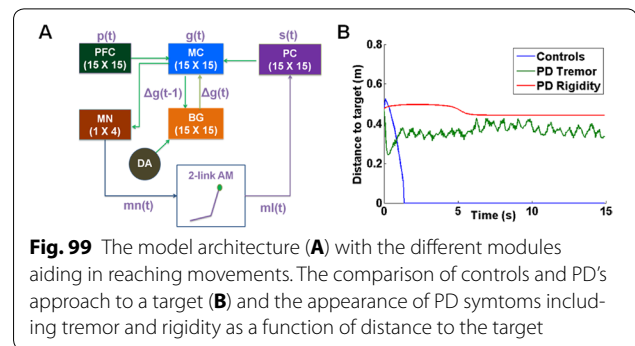 A
p(t) g(t) s(t)
PFC MC PC
(15 X 15) (15 X 15) (15 X 15)
Δg(t-1) Δg(t)
MN BG
(1 X 4) (15 X 15)
DA
2-link AM
mn(t) ml(t)
B
Distance to target (m)
0.8
0.6
0.4
0.2
0
0 5 10 15
Time (s)
Controls
PD Tremor
PD Rigidity
Fig. 99 The model architecture (A) with the different modules
aiding in reaching movements. The comparison of controls and PD's
approach to a target (B) and the appearance of PD symtoms includ-
ing tremor and rigidity as a function of distance to the target